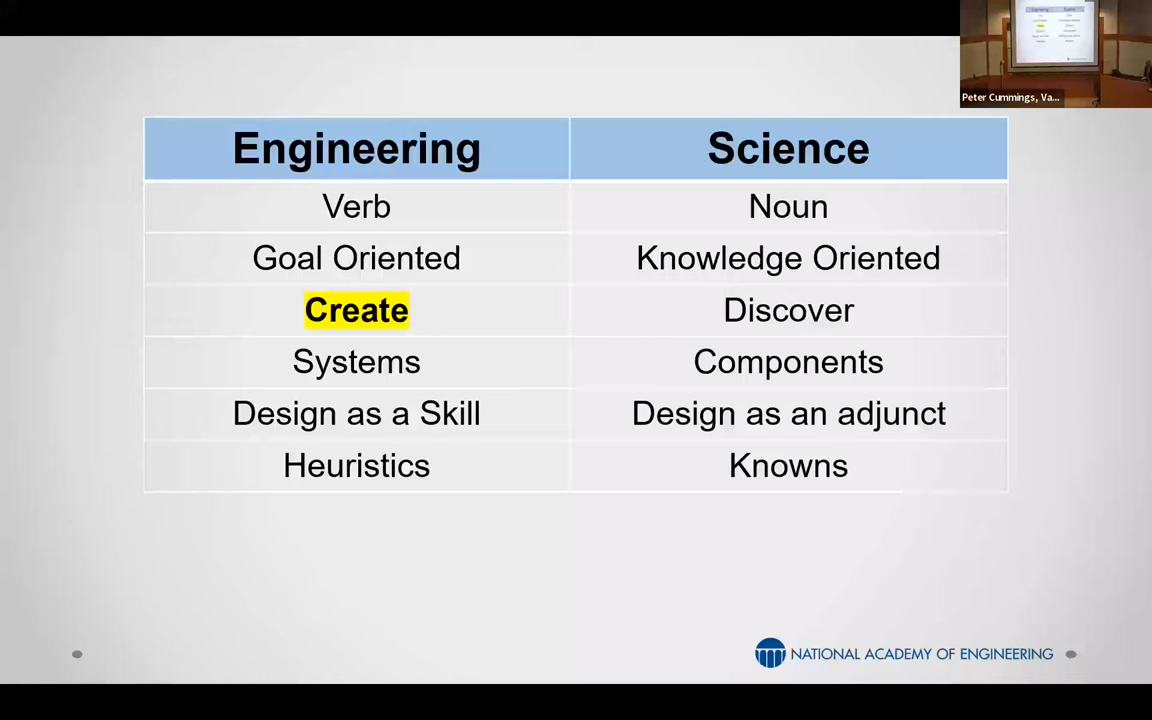 Peter Cummings, Va...
Engineering Science
Verb Noun
Goal Oriented Knowledge Oriented
Create Discover
Systems Components
Design as a Skill Design as an adjunct
Heuristics Knowns
NATIONAL ACADEMY OF ENGINEERING